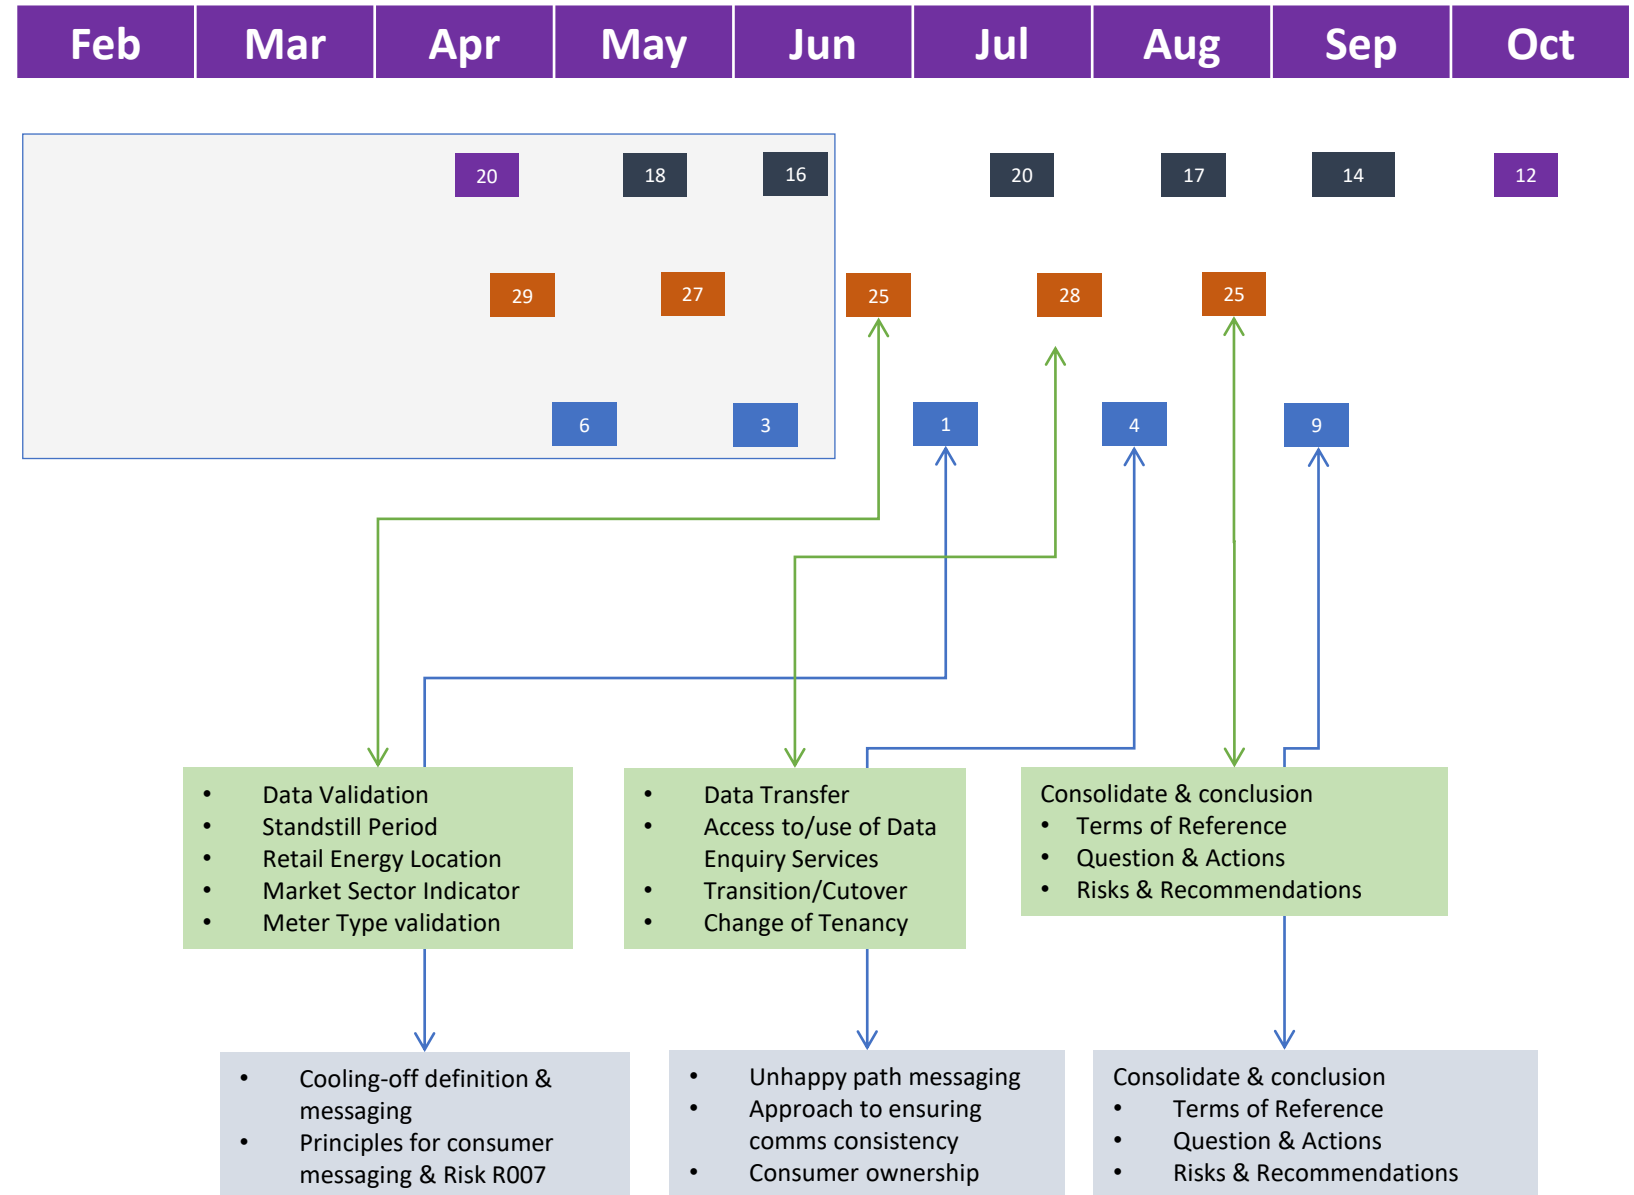 Feb Mar Apr May Jun Jul Aug Sep Oct
20 18 16 20 17 14 12
29 27 25 28 25
6 3 1 4 9
• Data Validation
• Standstill Period
• Retail Energy Location
• Market Sector Indicator
• Meter Type validation
• Data Transfer
• Access to/use of Data
Enquiry Services
• Transition/Cutover
• Change of Tenancy
Consolidate & conclusion
• Terms of Reference
• Question & Actions
• Risks & Recommendations
• Cooling-off definition &
messaging
• Principles for consumer
messaging & Risk R007
• Unhappy path messaging
• Approach to ensuring
comms consistency
• Consumer ownership
Consolidate & conclusion
• Terms of Reference
• Question & Actions
• Risks & Recommendations